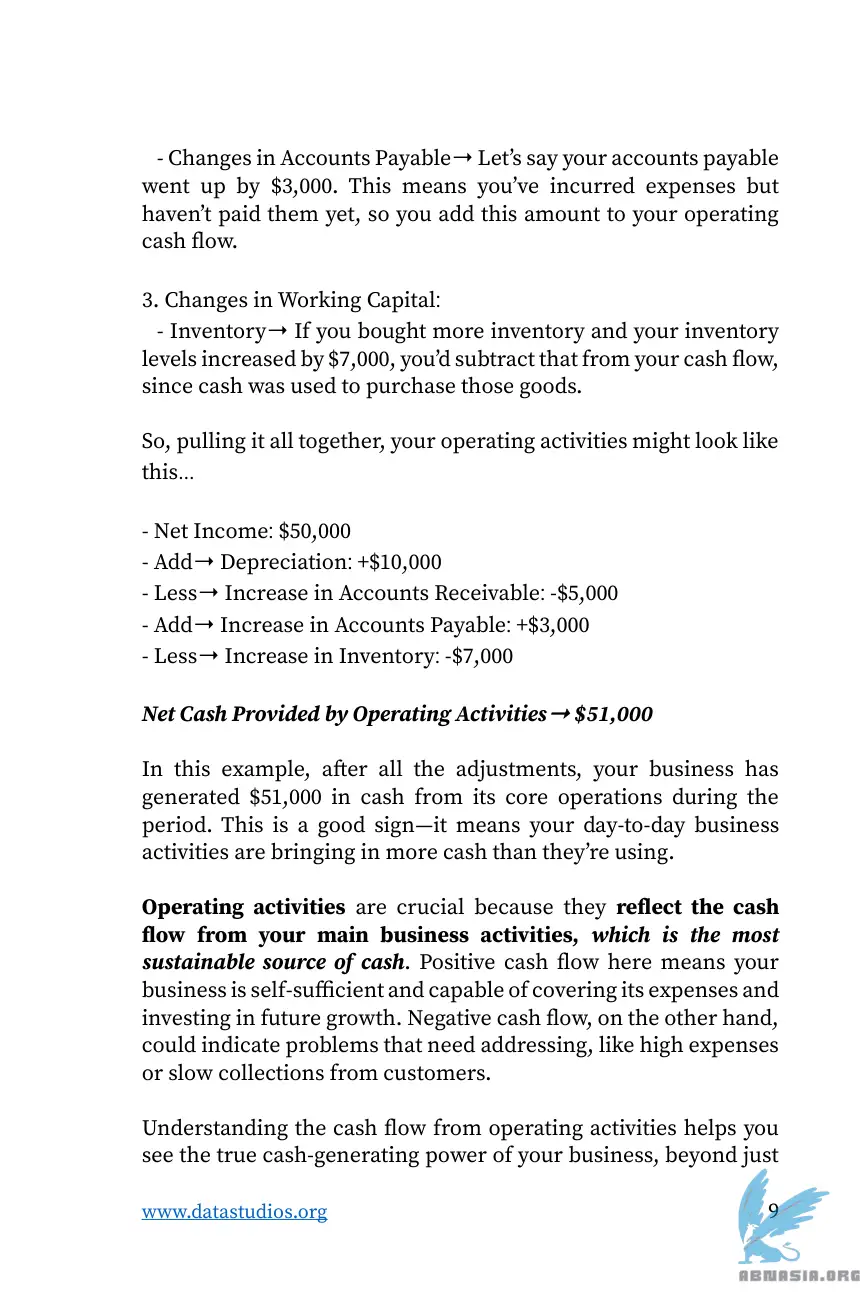 - Changes in Accounts Payable→ Let’s say your accounts payable
went up by $3,000. This means you’ve incurred expenses but
haven’t paid them yet, so you add this amount to your operating
cash flow.
3. Changes in Working Capital:
- Inventory→ If you bought more inventory and your inventory
levels increased by $7,000, you’d subtract that from your cash flow,
since cash was used to purchase those goods.
So, pulling it all together, your operating activities might look like
this...
- Net Income: $50,000
- Add→ Depreciation: +$10,000
- Less→ Increase in Accounts Receivable: -$5,000
- Add→ Increase in Accounts Payable: +$3,000
- Less→ Increase in Inventory: -$7,000
Net Cash Provided by Operating Activities→ $51,000
In this example, after all the adjustments, your business has
generated $51,000 in cash from its core operations during the
period. This is a good sign—it means your day-to-day business
activities are bringing in more cash than they’re using.
Operating activities are crucial because they reflect the cash
flow from your main business activities, which is the most
sustainable source of cash. Positive cash flow here means your
business is self-sufficient and capable of covering its expenses and
investing in future growth. Negative cash flow, on the other hand,
could indicate problems that need addressing, like high expenses
or slow collections from customers.
Understanding the cash flow from operating activities helps you
see the true cash-generating power of your business, beyond just
www.datastudios.org 9
ABNASIA.ORG